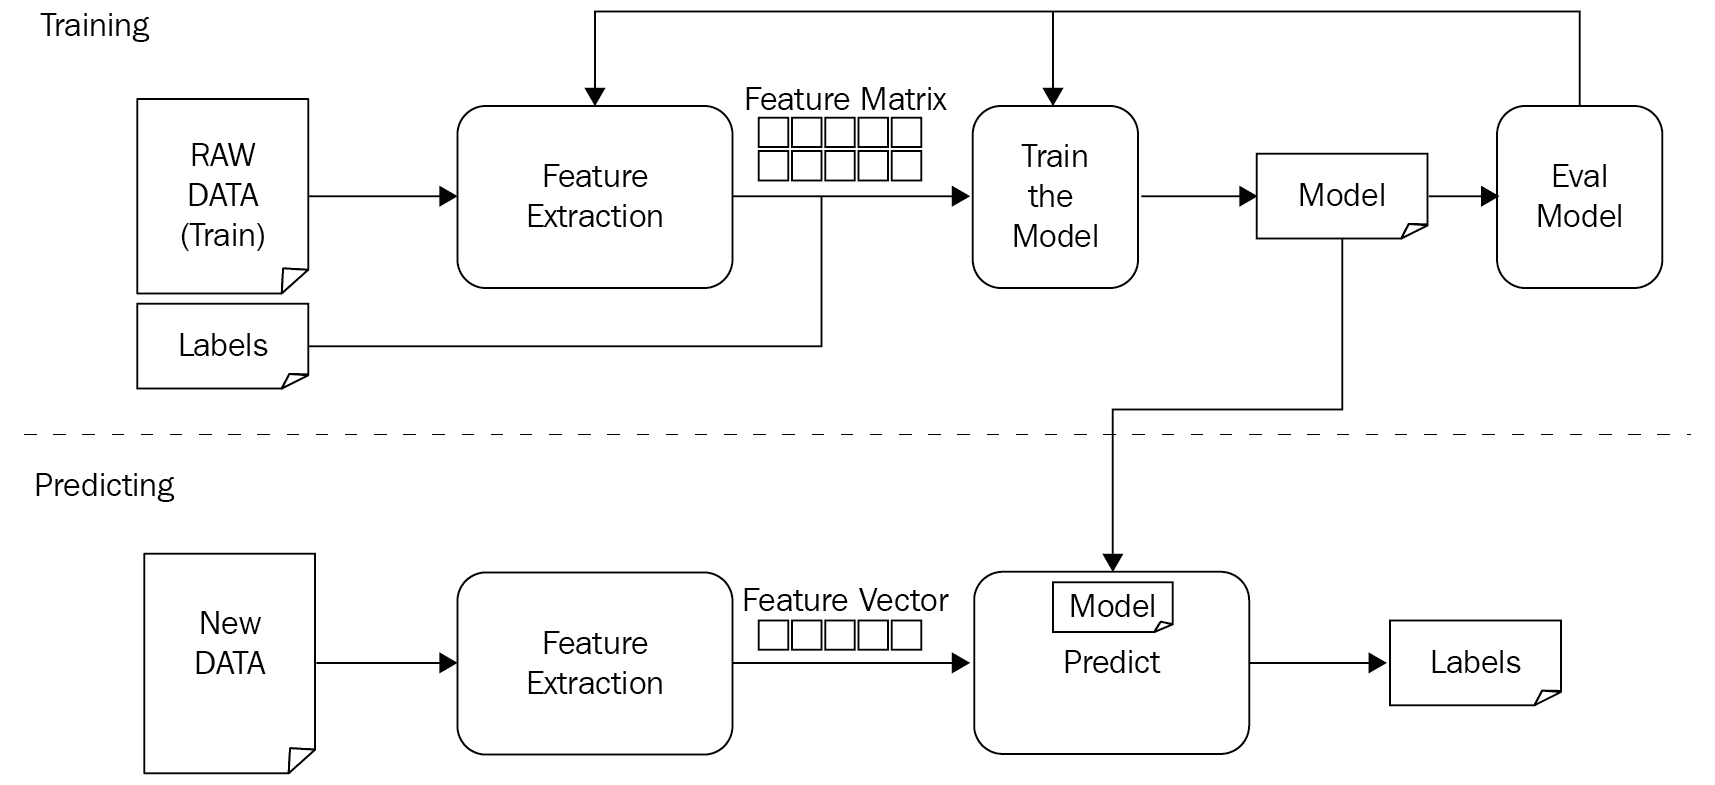 Training
RAW
DATA
(Train)
Labels
Feature
Extraction
Feature Matrix
Train
the
Model
Model
Eval
Model
Predicting
New
DATA
Feature
Extraction
Feature Vector
Model
Predict
Labels